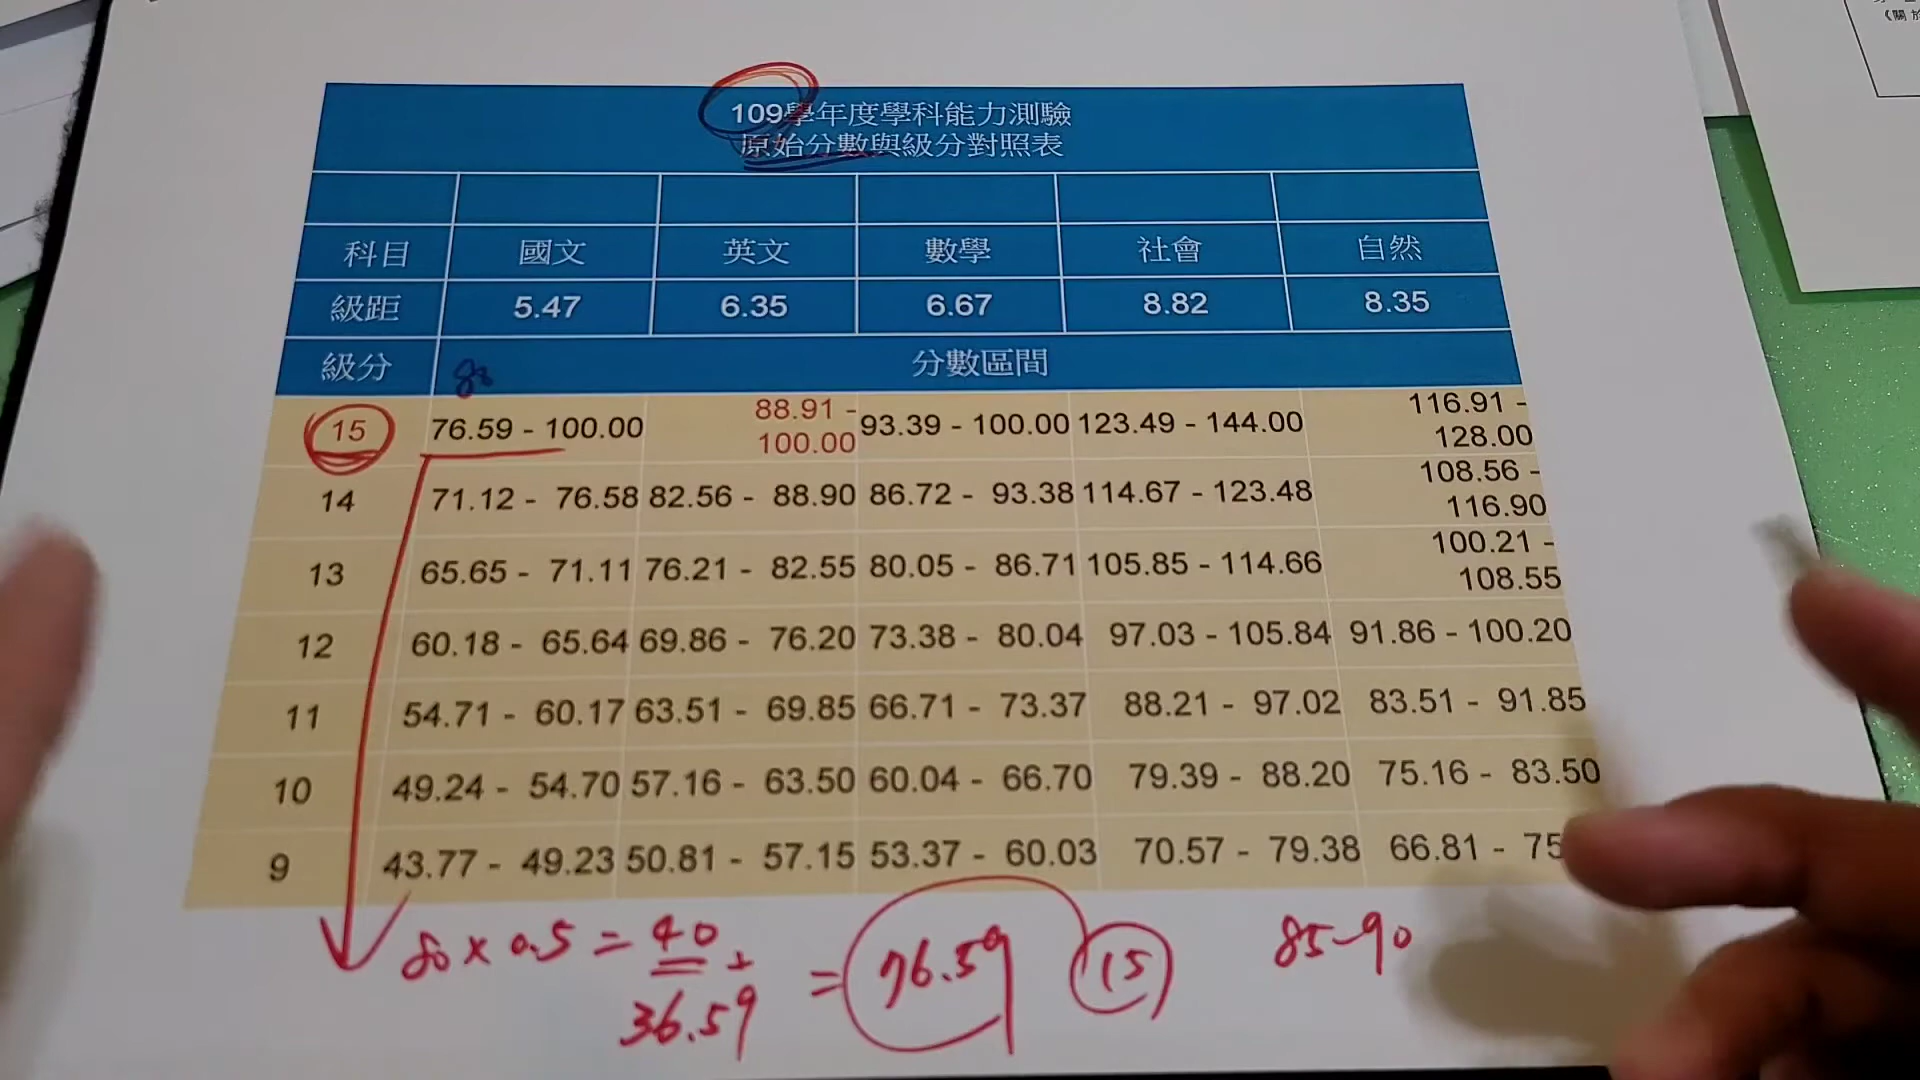 《關於
109學年度學科能力測驗
原始分數與級分對照表
科目 國文 英文 數學 社會 自然
級距 5.47 6.35 6.67 8.82 8.35
級分 分數區間
15 76.59 - 100.00 88.91 - 100.00 93.39 - 100.00 123.49 - 144.00 116.91 - 128.00
14 71.12 - 76.58 82.56 - 88.90 86.72 - 93.38 114.67 - 123.48 108.56 - 116.90
13 65.65 - 71.11 76.21 - 82.55 80.05 - 86.71 105.85 - 114.66 100.21 - 108.55
12 60.18 - 65.64 69.86 - 76.20 73.38 - 80.04 97.03 - 105.84 91.86 - 100.20
11 54.71 - 60.17 63.51 - 69.85 66.71 - 73.37 88.21 - 97.02 83.51 - 91.85
10 49.24 - 54.70 57.16 - 63.50 60.04 - 66.70 79.39 - 88.20 75.16 - 83.50
9 43.77 - 49.23 50.81 - 57.15 53.37 - 60.03 70.57 - 79.38 66.81 - 75
80 × 0.5 = 40 + 36.59 = 76.59 15 85-90